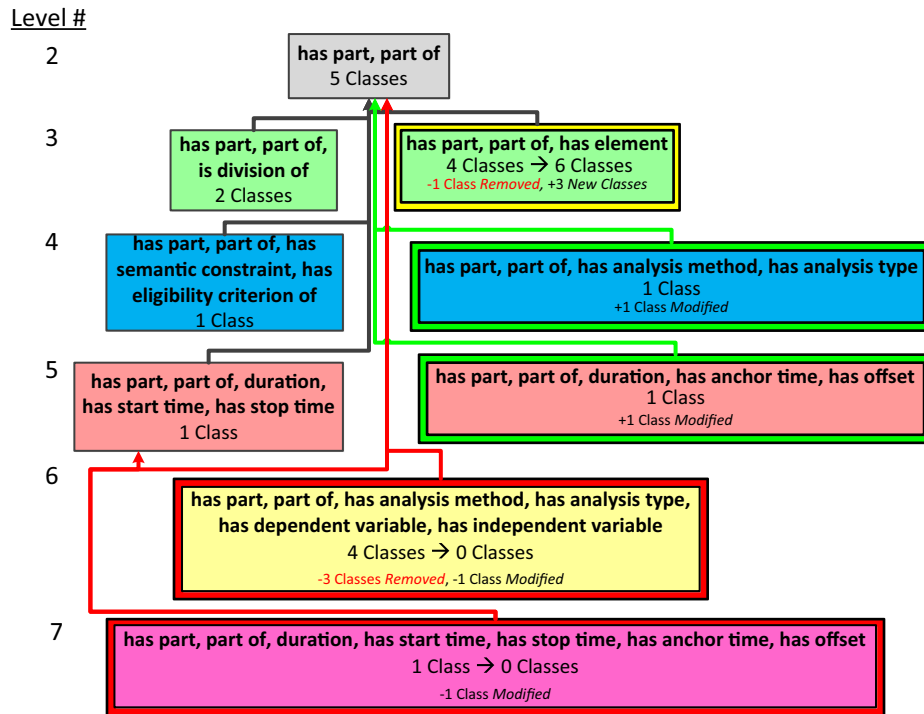 Level #
2
has part, part of
5 Classes
3
has part, part of,
is division of
2 Classes
has part, part of, has element
4 Classes → 6 Classes
-1 Class Removed, +3 New Classes
4
has part, part of, has
semantic constraint, has
eligibility criterion of
1 Class
has part, part of, has analysis method, has analysis type
1 Class
+1 Class Modified
5
has part, part of, duration,
has start time, has stop time
1 Class
has part, part of, duration, has anchor time, has offset
1 Class
+1 Class Modified
6
has part, part of, has analysis method, has analysis type,
has dependent variable, has independent variable
4 Classes → 0 Classes
-3 Classes Removed, -1 Class Modified
7
has part, part of, duration, has start time, has stop time, has anchor time, has offset
1 Class → 0 Classes
-1 Class Modified